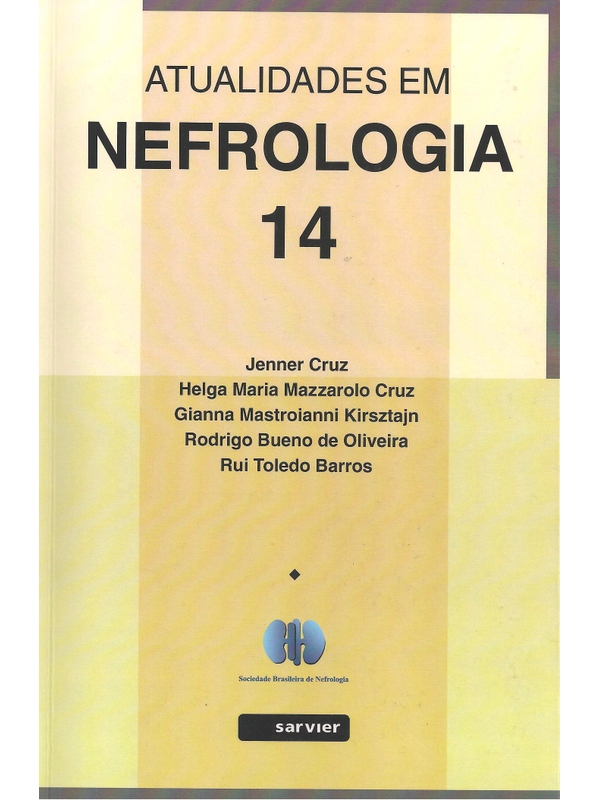 ATUALIDADES EM
NEFROLOGIA
14
Jenner Cruz
Helga Maria Mazzarolo Cruz
Gianna Mastroianni Kirsztajn
Rodrigo Bueno de Oliveira
Rui Toledo Barros
Sociedade Brasileira de Nefrologia
sarvier